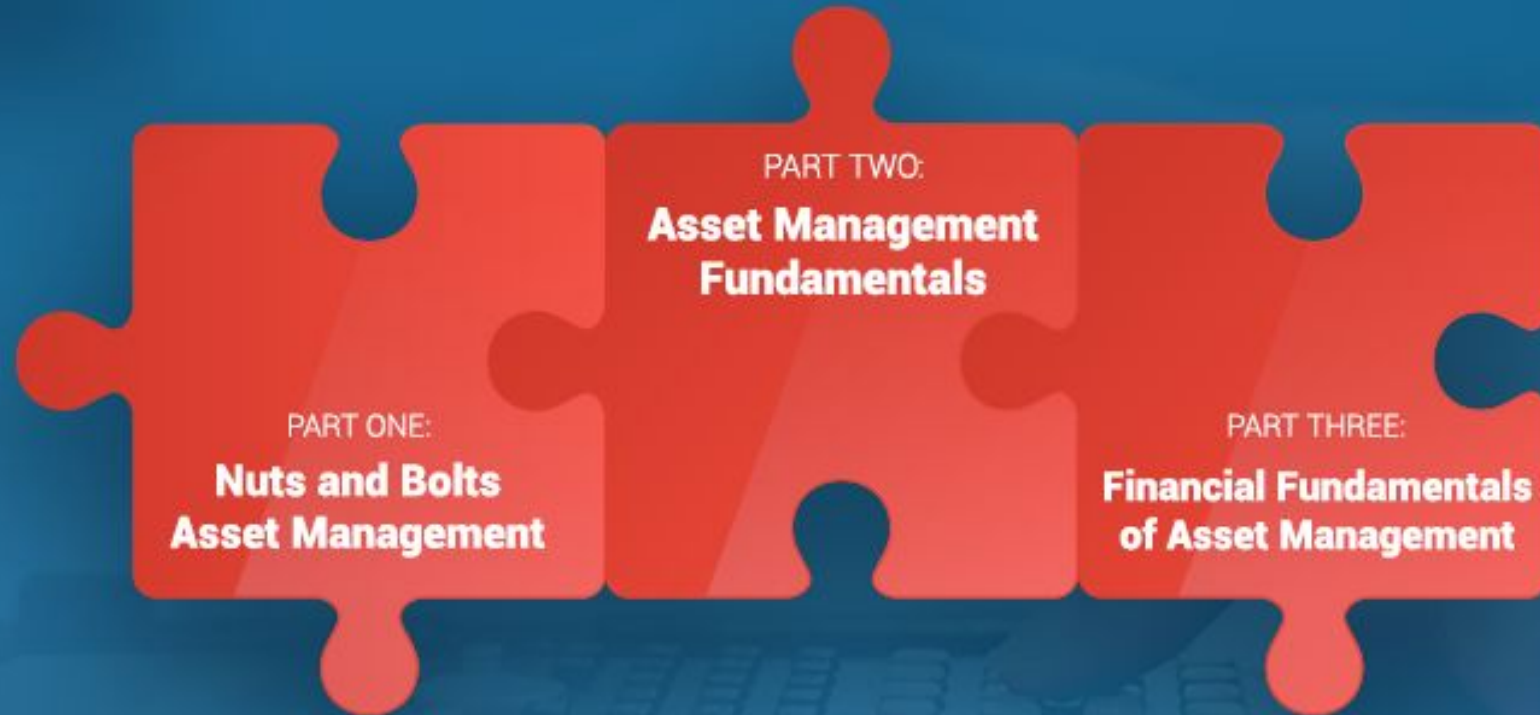 PART ONE:
Nuts and Bolts
Asset Management
PART TWO:
Asset Management
Fundamentals
PART THREE:
Financial Fundamentals
of Asset Management